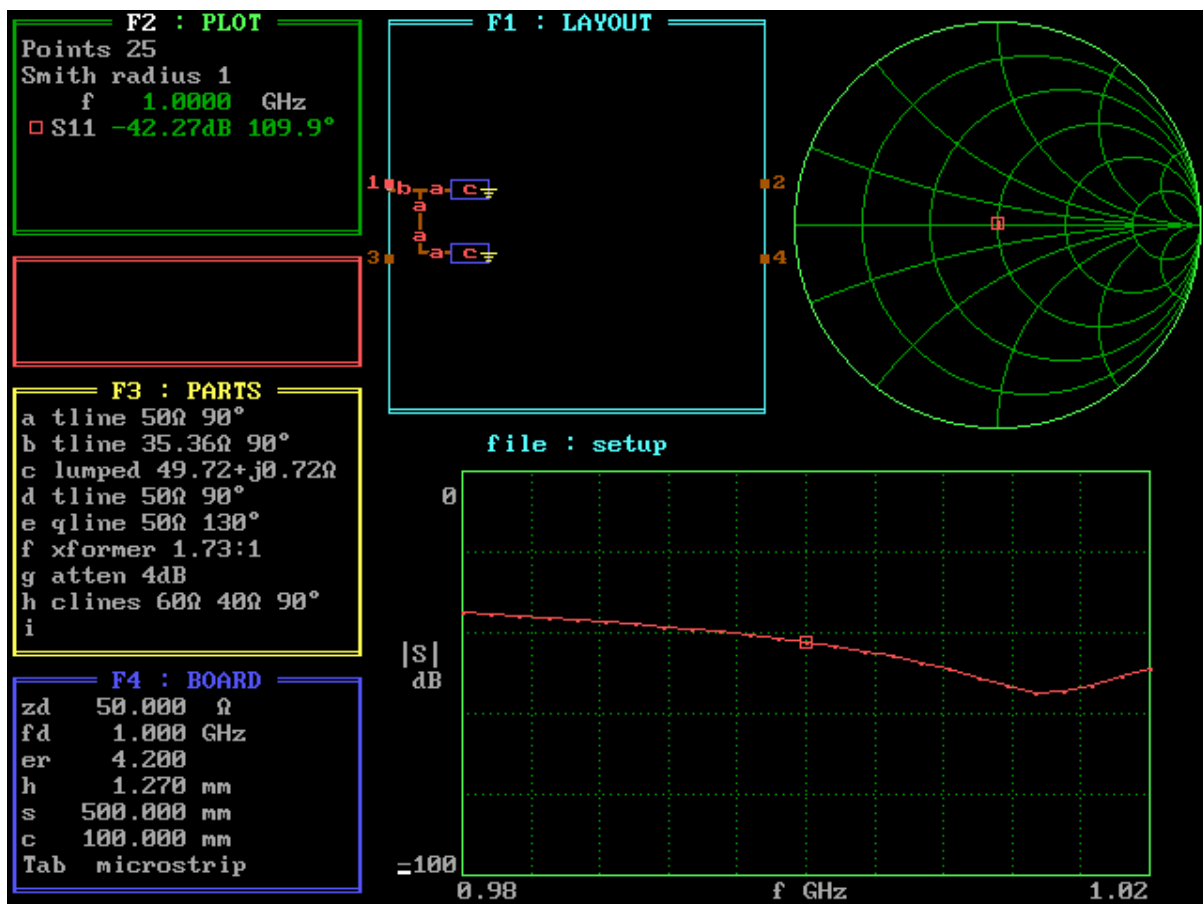 F2 : PLOT
Points 25
Smith radius 1
f 1.0000 GHz
S11 -42.27dB 109.9°
F3 : PARTS
a tline 50Ω 90°
b tline 35.36Ω 90°
c lumped 49.72+j0.72Ω
d tline 50Ω 90°
e qline 50Ω 130°
f xformer 1.73:1
g atten 4dB
h clines 60Ω 40Ω 90°
i
F4 : BOARD
zd 50.000 Ω
fd 1.000 GHz
er 4.200
h 1.270 mm
s 500.000 mm
c 100.000 mm
Tab microstrip
F1 : LAYOUT
1 b a c 2
a
a
3 a c 4
file : setup
0
|S|
dB
-100
0.98 f GHz 1.02